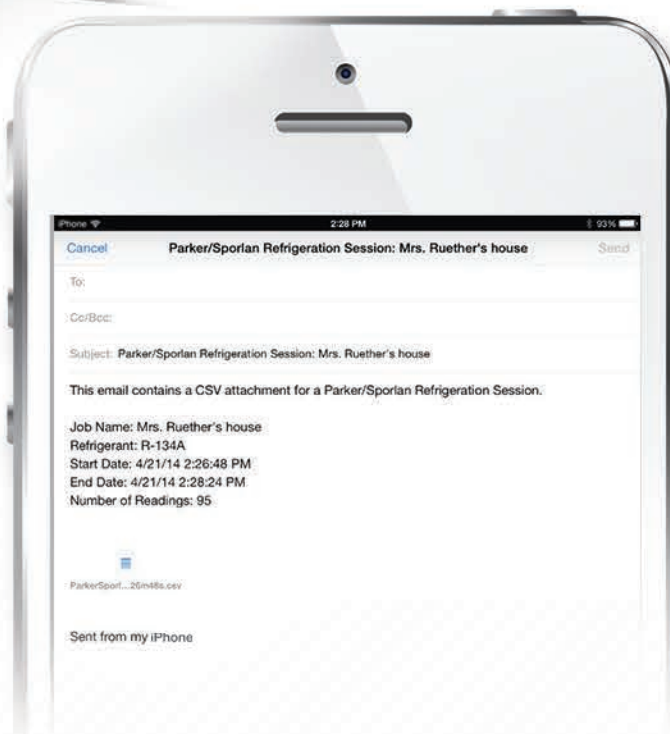 iPhone 2:28 PM 93%
Cancel Parker/Sporlan Refrigeration Session: Mrs. Ruether's house Send
To:
Cc/Bcc:
Subject: Parker/Sporlan Refrigeration Session: Mrs. Ruether's house
This email contains a CSV attachment for a Parker/Sporlan Refrigeration Session.
Job Name: Mrs. Ruether's house
Refrigerant: R-134A
Start Date: 4/21/14 2:26:48 PM
End Date: 4/21/14 2:28:24 PM
Number of Readings: 95
ParkerSporl...26m48s.csv
Sent from my iPhone